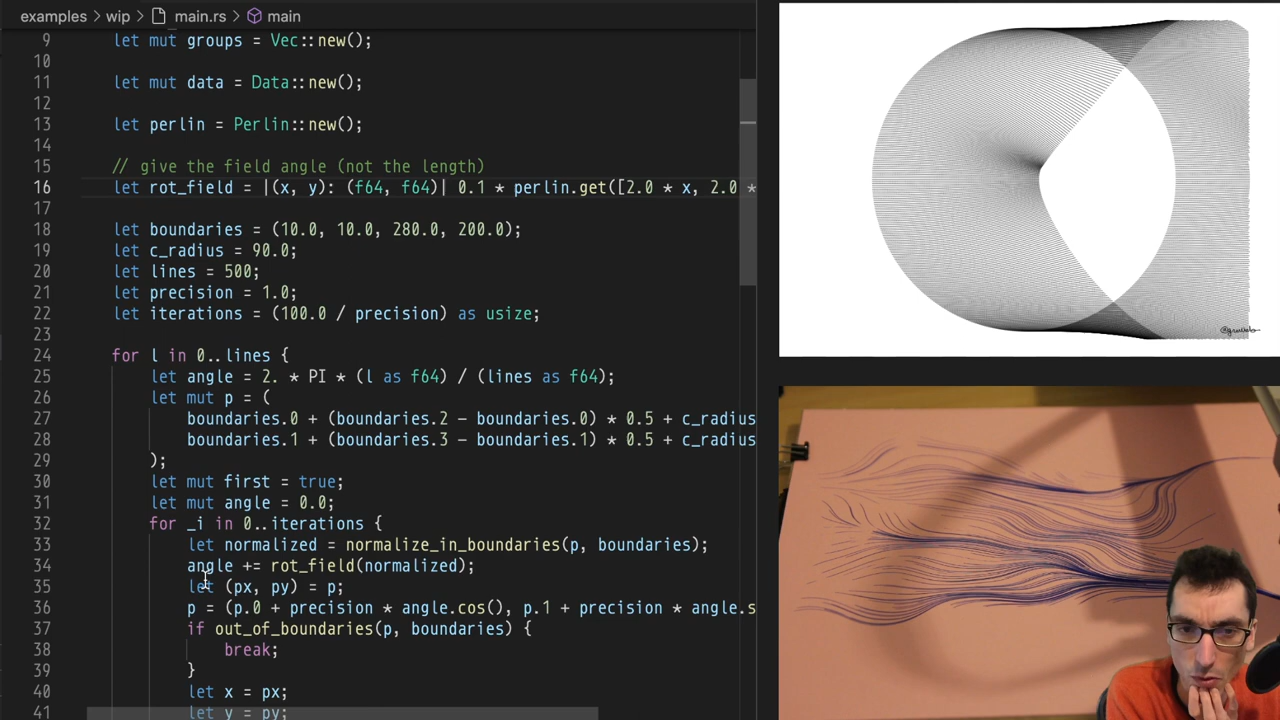 examples > wip > main.rs > main
9 let mut groups = Vec::new();
10
11 let mut data = Data::new();
12
13 let perlin = Perlin::new();
14
15 // give the field angle (not the length)
16 let rot_field = |(x, y): (f64, f64)| 0.1 * perlin.get([2.0 * x, 2.0 *
17
18 let boundaries = (10.0, 10.0, 280.0, 200.0);
19 let c_radius = 90.0;
20 let lines = 500;
21 let precision = 1.0;
22 let iterations = (100.0 / precision) as usize;
23
24 for l in 0..lines {
25 let angle = 2. * PI * (l as f64) / (lines as f64);
26 let mut p = (
27 boundaries.0 + (boundaries.2 - boundaries.0) * 0.5 + c_radius
28 boundaries.1 + (boundaries.3 - boundaries.1) * 0.5 + c_radius
29 );
30 let mut first = true;
31 let mut angle = 0.0;
32 for _i in 0..iterations {
33 let normalized = normalize_in_boundaries(p, boundaries);
34 angle += rot_field(normalized);
35 let (px, py) = p;
36 p = (p.0 + precision * angle.cos(), p.1 + precision * angle.s
37 if out_of_boundaries(p, boundaries) {
38 break;
39 }
40 let x = px;
41 let y = py;